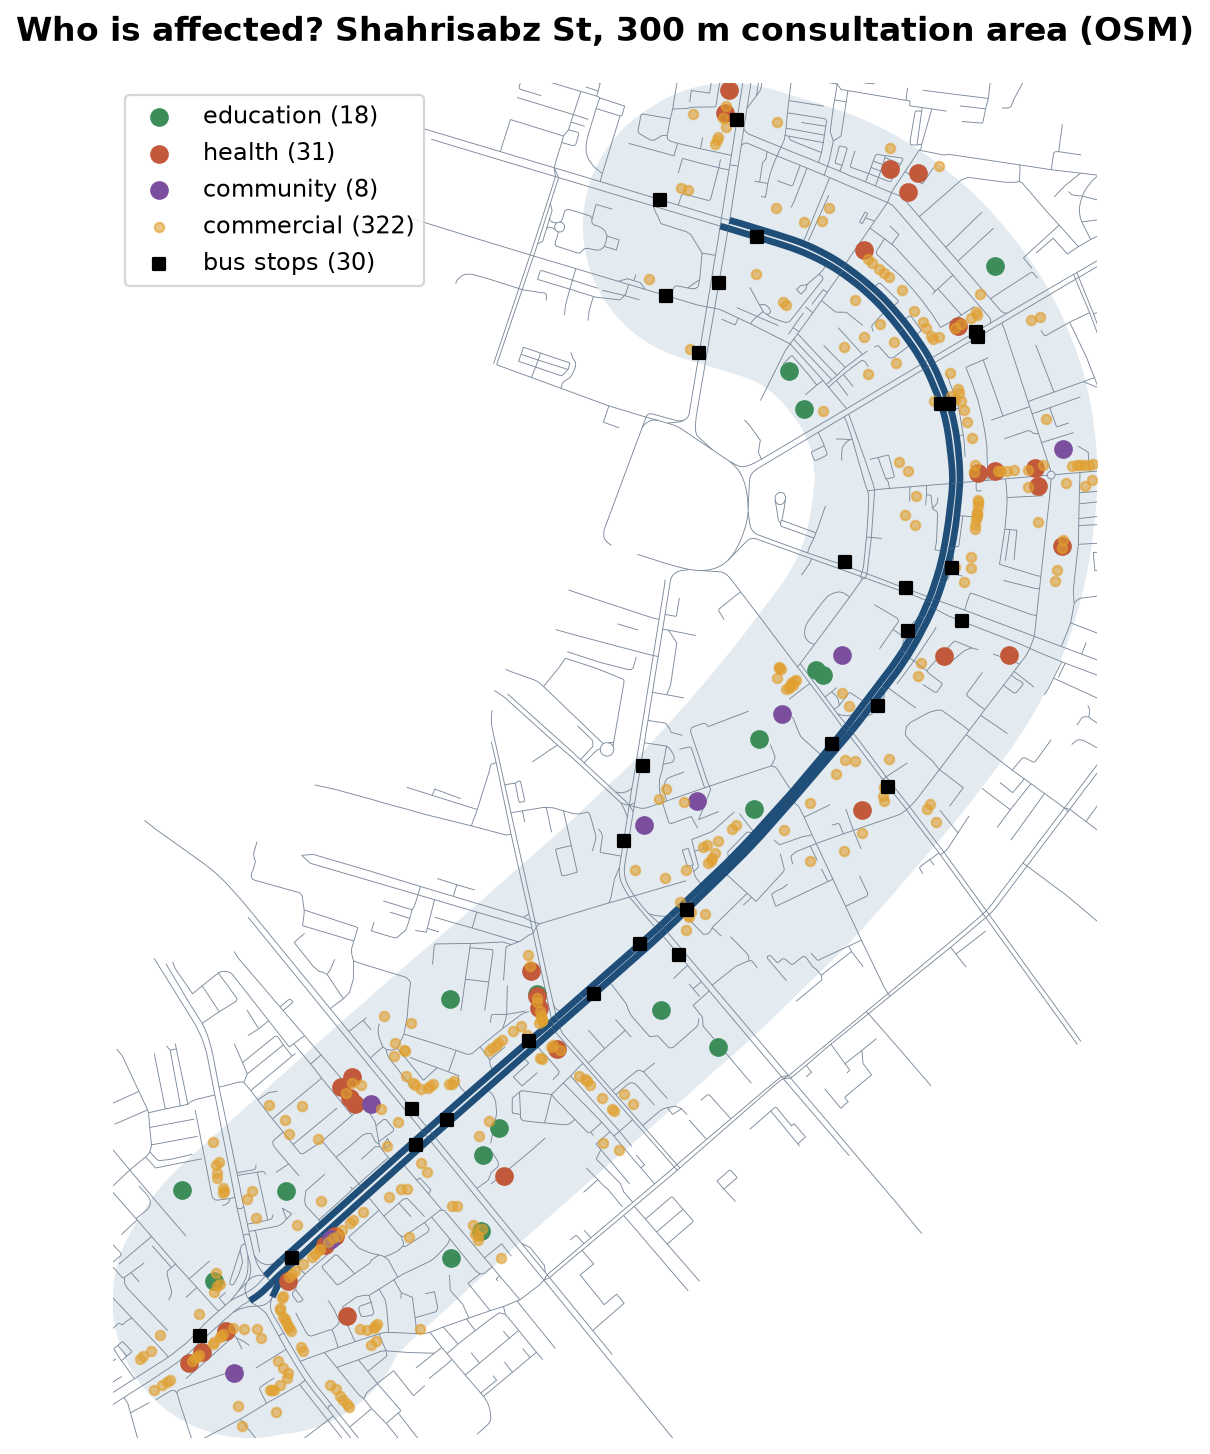 Who is affected? Shahrisabz St, 300 m consultation area (OSM)
education (18)
health (31)
community (8)
commercial (322)
bus stops (30)